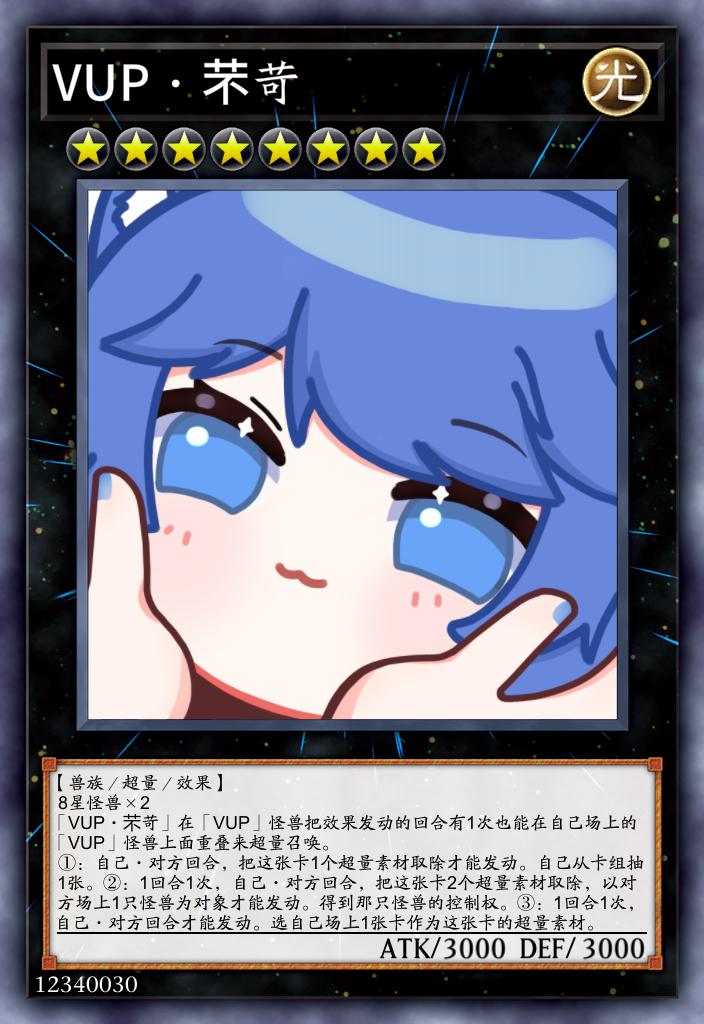 VUP·苶苛
光
【兽族/超量/效果】
8星怪兽×2
「VUP·苶苛」在「VUP」怪兽把效果发动的回合有1次也能在自己场上的
「VUP」怪兽上面重叠来超量召唤。
①：自己·对方回合，把这张卡1个超量素材取除才能发动。自己从卡组抽
1张。②：1回合1次，自己·对方回合，把这张卡2个超量素材取除，以对
方场上1只怪兽为对象才能发动。得到那只怪兽的控制权。③：1回合1次，
自己·对方回合才能发动。选自己场上1张卡作为这张卡的超量素材。
ATK/3000 DEF/3000
12340030